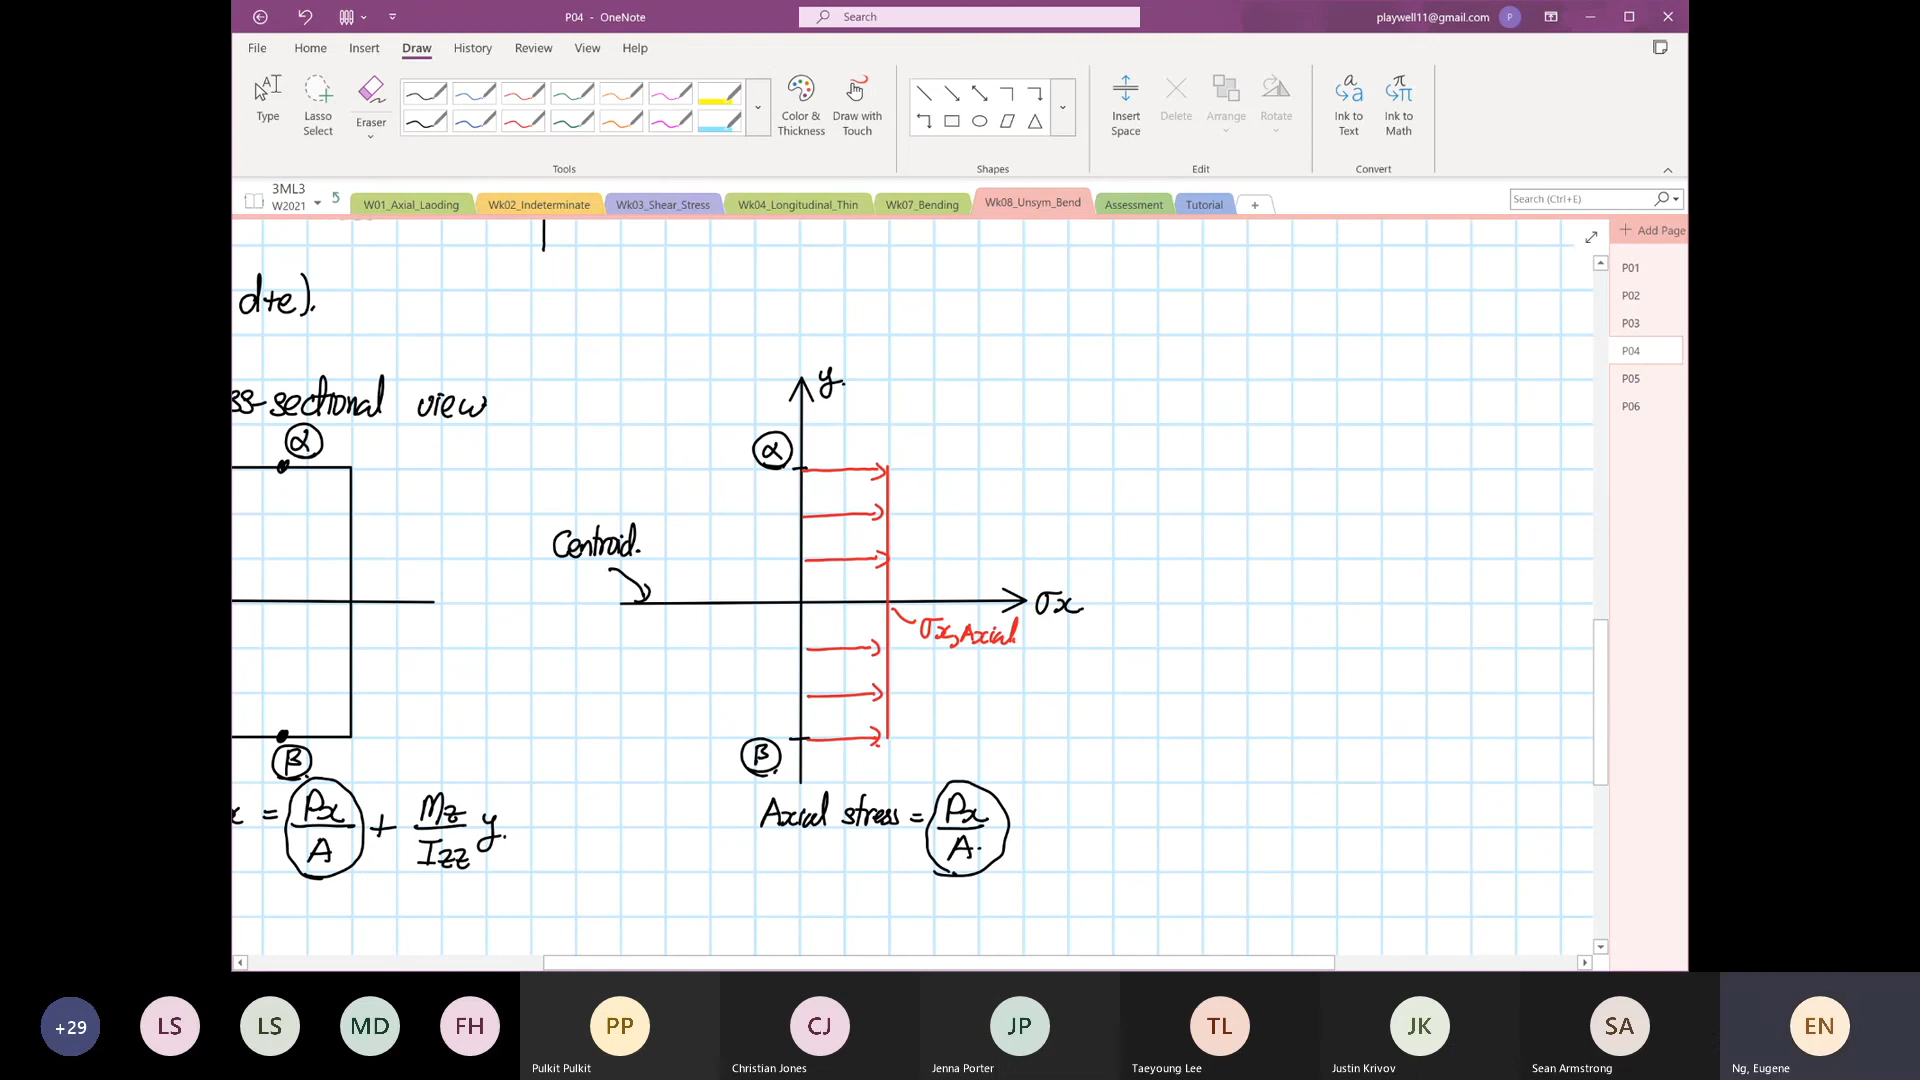 P04 - OneNote
Search
playwell11@gmail.com
P
File Home Insert Draw History Review View Help
Type
Lasso Select
Eraser
Color & Thickness
Draw with Touch
Insert Space
Delete
Arrange
Rotate
Ink to Text
Ink to Math
Tools
Shapes
Edit
Convert
3ML3 W2021
W01_Axial_Laoding
Wk02_Indeterminate
Wk03_Shear_Stress
Wk04_Longitudinal_Thin
Wk07_Bending
Wk08_Unsym_Bend
Assessment
Tutorial
+
Search (Ctrl+E)
+ Add Page
P01
P02
P03
P04
P05
P06
d+e).
ss-sectional view
α
β
x = Px/A + Mz/Izz y.
y.
α
Centroid.
σx
σx,Axial
β
Axial stress = Px/A.
+29
LS
LS
MD
FH
PP
CJ
JP
TL
JK
SA
EN
Pulkit Pulkit
Christian Jones
Jenna Porter
Taeyoung Lee
Justin Krivov
Sean Armstrong
Ng, Eugene